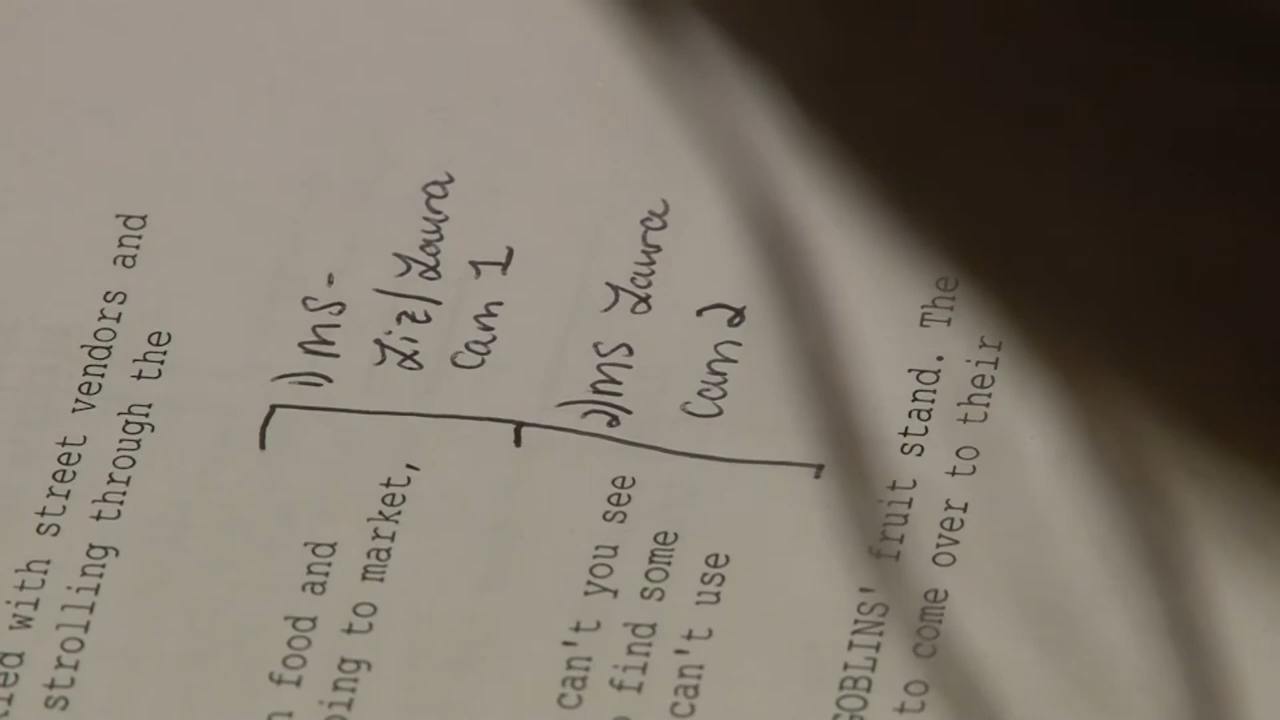 with street vendors and
strolling through the
1) MS -
Liz/Laura
Cam 1
food and
to market,
2) MS Laura
Cam 2
can't you see
find some
can't use
GOBLINS' fruit stand. The
to come over to their